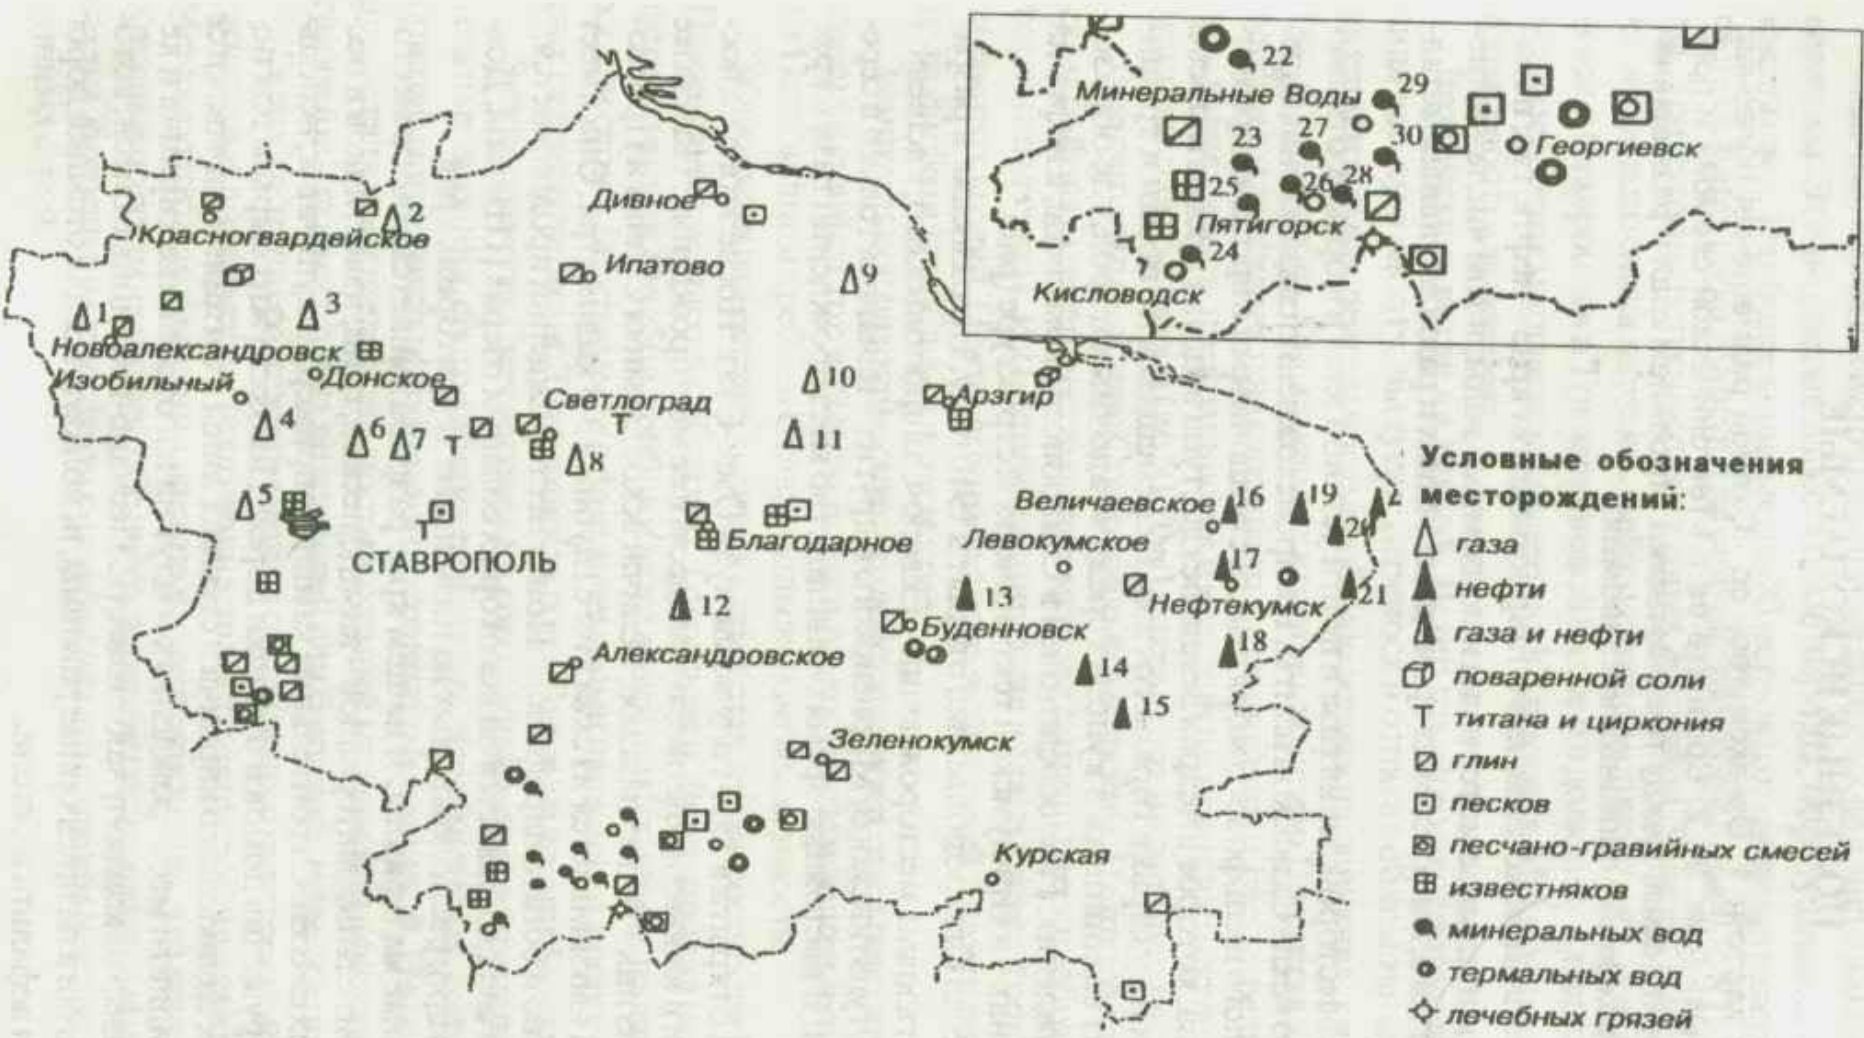 22
29
Минеральные Воды
23
27
30
Георгиевск
25
26
28
Пятигорск
24
Кисловодск
Дивное
2
Красногвардейское
Ипатово
9
1
3
Новоалександровск
Изобильный
Донское
10
Арзгир
Светлоград
4
6
7
8
11
5
СТАВРОПОЛЬ
Благодарное
Величаевское
16
19
20
2
Левокумское
17
12
13
Нефтекумск
21
Буденновск
18
Александровское
14
15
Зеленокумск
Курская
Условные обозначения
месторождений:
газа
нефти
газа и нефти
поваренной соли
Т титана и циркония
глин
песков
песчано-гравийных смесей
известняков
минеральных вод
термальных вод
лечебных грязей